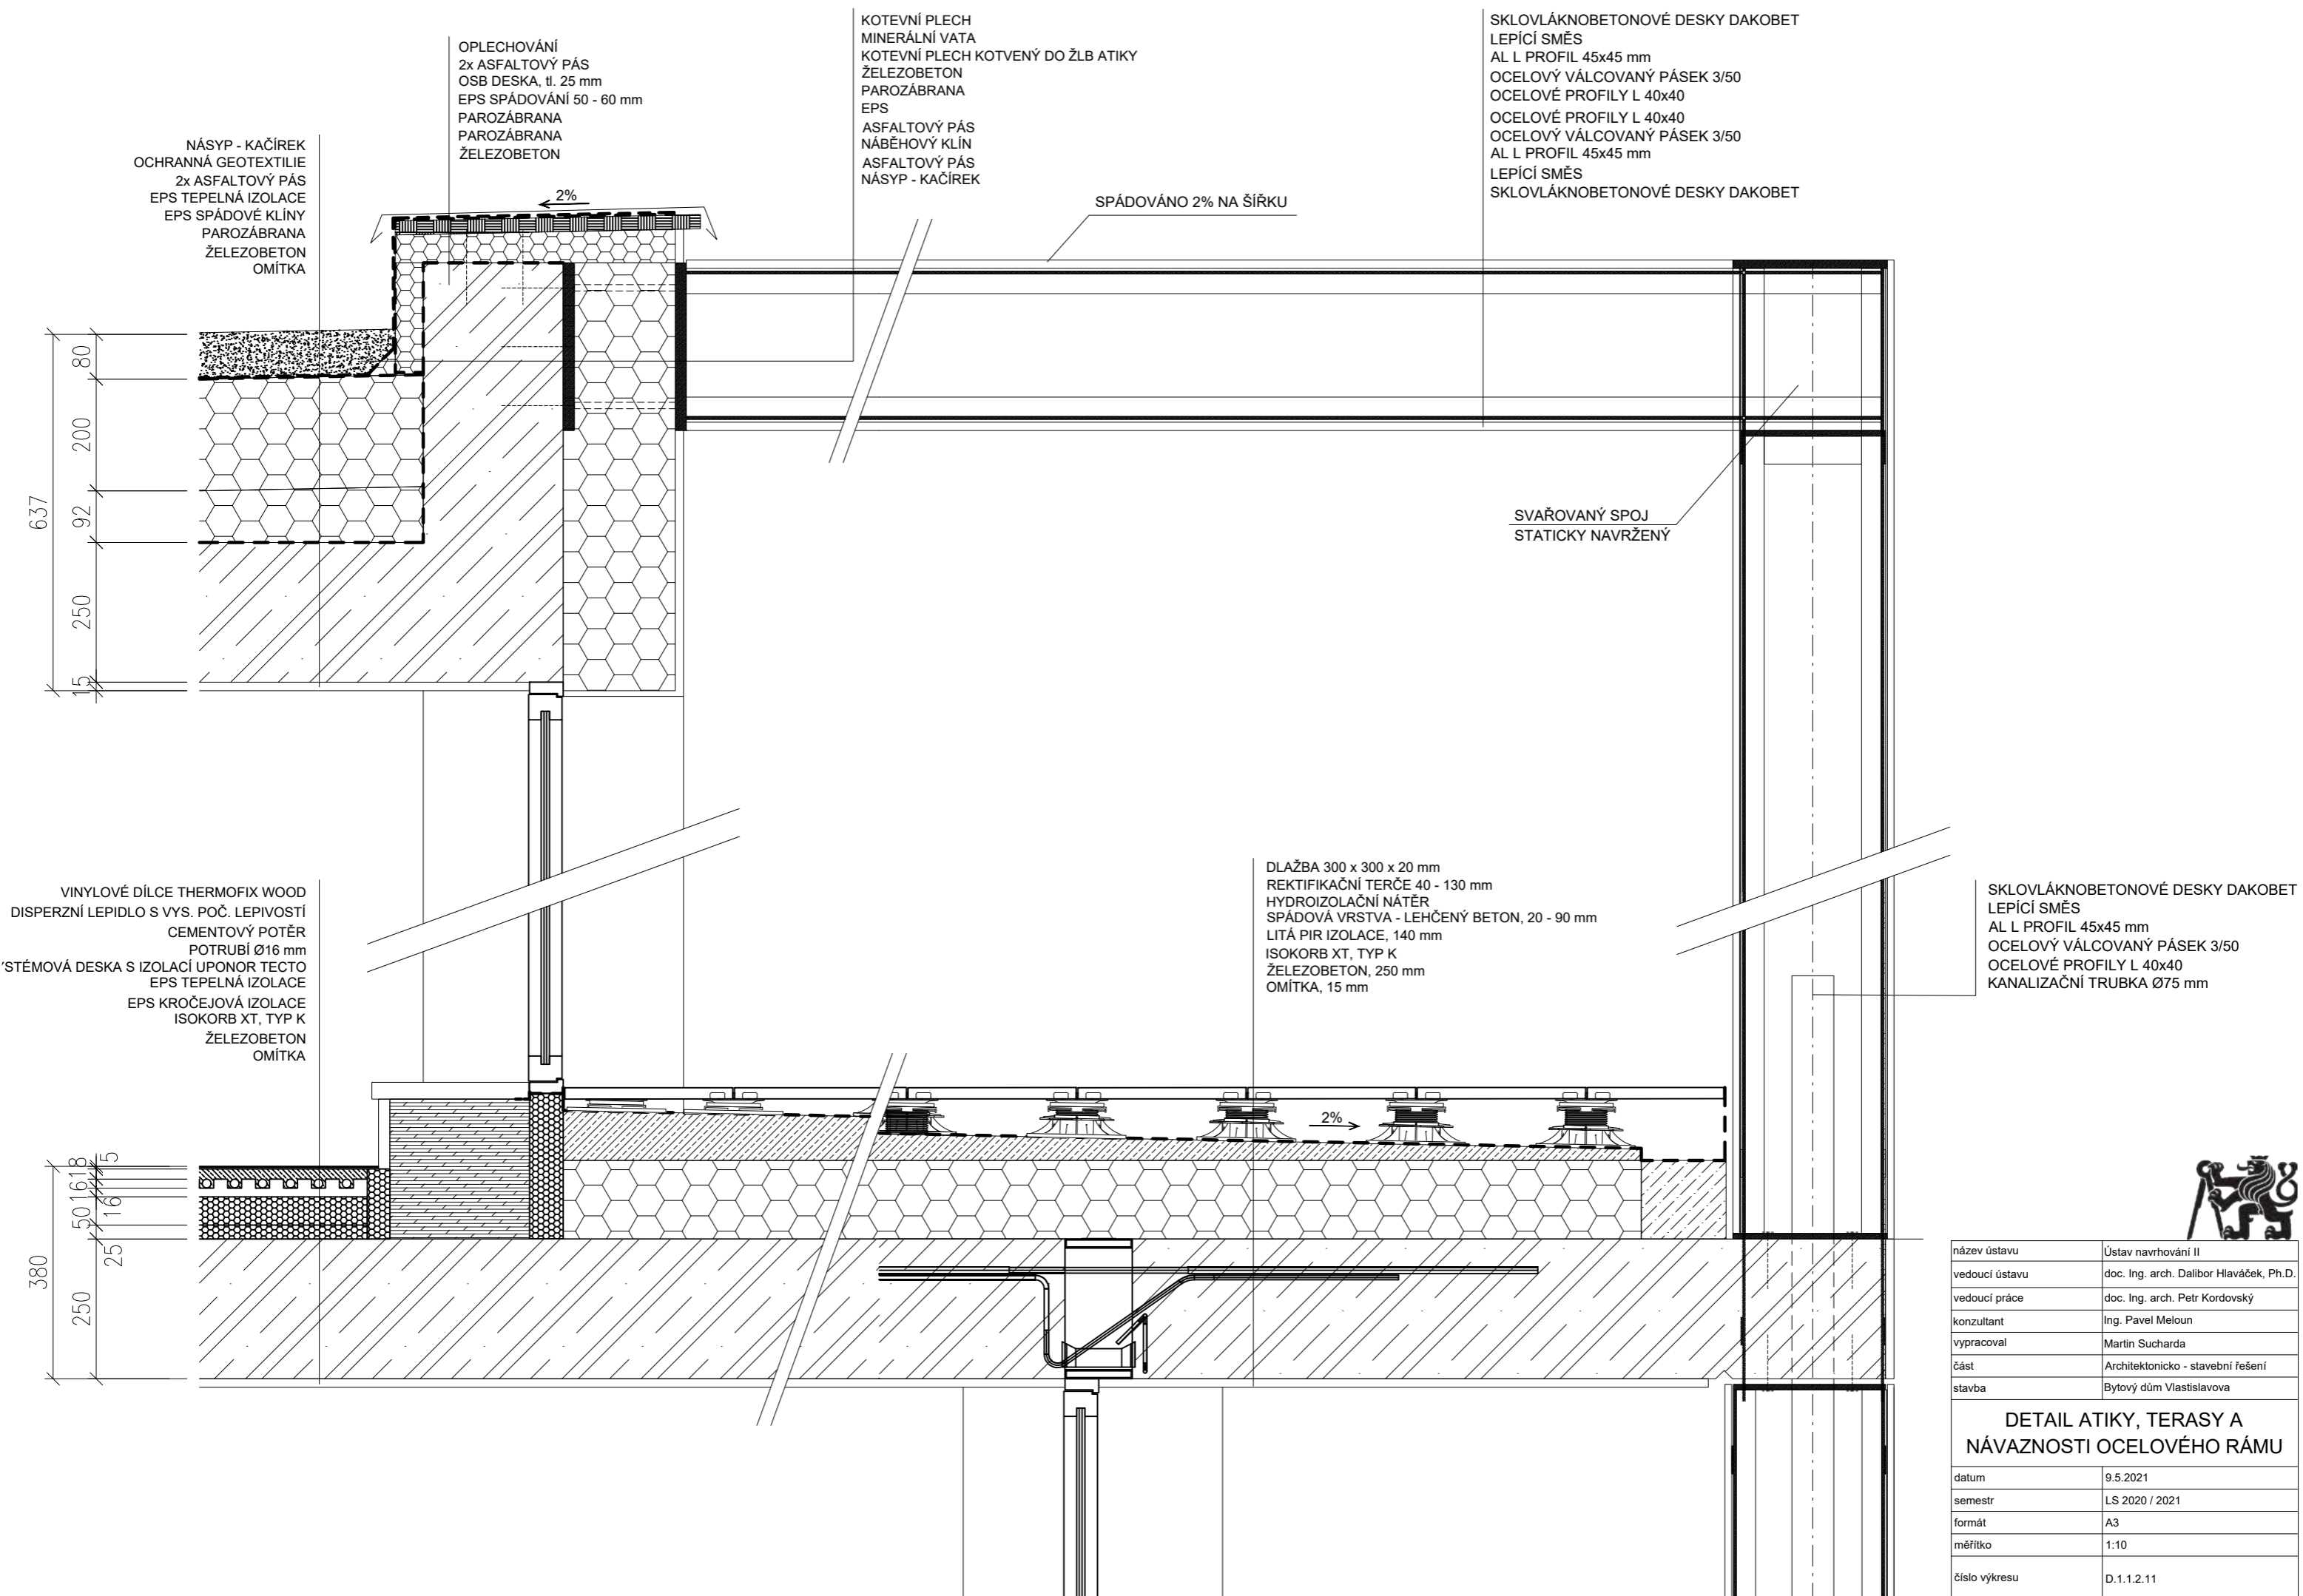 OPLECHOVÁNÍ
2x ASFALTOVÝ PÁS
OSB DESKA, tl. 25 mm
EPS SPÁDOVÁNÍ 50 - 60 mm
PAROZÁBRANA
PAROZÁBRANA
ŽELEZOBETON
KOTEVNÍ PLECH
MINERÁLNÍ VATA
KOTEVNÍ PLECH KOTVENÝ DO ŽLB ATIKY
ŽELEZOBETON
PAROZÁBRANA
EPS
ASFALTOVÝ PÁS
NÁBĚHOVÝ KLÍN
ASFALTOVÝ PÁS
NÁSYP - KAČÍREK
SKLOVLÁKNOBETONOVÉ DESKY DAKOBET
LEPÍCÍ SMĚS
AL L PROFIL 45x45 mm
OCELOVÝ VÁLCOVANÝ PÁSEK 3/50
OCELOVÉ PROFILY L 40x40
OCELOVÉ PROFILY L 40x40
OCELOVÝ VÁLCOVANÝ PÁSEK 3/50
AL L PROFIL 45x45 mm
LEPÍCÍ SMĚS
SKLOVLÁKNOBETONOVÉ DESKY DAKOBET
NÁSYP - KAČÍREK
OCHRANNÁ GEOTEXTILIE
2x ASFALTOVÝ PÁS
EPS TEPELNÁ IZOLACE
EPS SPÁDOVÉ KLÍNY
PAROZÁBRANA
ŽELEZOBETON
OMÍTKA
2%
SPÁDOVÁNO 2% NA ŠÍŘKU
637
80
200
92
250
15
SVAŘOVANÝ SPOJ
STATICKY NAVRŽENÝ
VINYLOVÉ DÍLCE THERMOFIX WOOD
DISPERZNÍ LEPIDLO S VYS. POČ. LEPIVOSTÍ
CEMENTOVÝ POTĚR
POTRUBÍ Ø16 mm
STÉMOVÁ DESKA S IZOLACÍ UPONOR TECTO
EPS TEPELNÁ IZOLACE
EPS KROČEJOVÁ IZOLACE
ISOKORB XT, TYP K
ŽELEZOBETON
OMÍTKA
DLAŽBA 300 x 300 x 20 mm
REKTIFIKAČNÍ TERČE 40 - 130 mm
HYDROIZOLAČNÍ NÁTĚR
SPÁDOVÁ VRSTVA - LEHČENÝ BETON, 20 - 90 mm
LITÁ PIR IZOLACE, 140 mm
ISOKORB XT, TYP K
ŽELEZOBETON, 250 mm
OMÍTKA, 15 mm
SKLOVLÁKNOBETONOVÉ DESKY DAKOBET
LEPÍCÍ SMĚS
AL L PROFIL 45x45 mm
OCELOVÝ VÁLCOVANÝ PÁSEK 3/50
OCELOVÉ PROFILY L 40x40
KANALIZAČNÍ TRUBKA Ø75 mm
2%
380
5
18
16
16
50
25
250
název ústavu Ústav navrhování II
vedoucí ústavu doc. Ing. arch. Dalibor Hlaváček, Ph.D.
vedoucí práce doc. Ing. arch. Petr Kordovský
konzultant Ing. Pavel Meloun
vypracoval Martin Sucharda
část Architektonicko - stavební řešení
stavba Bytový dům Vlastislavova
DETAIL ATIKY, TERASY A
NÁVAZNOSTI OCELOVÉHO RÁMU
datum 9.5.2021
semestr LS 2020 / 2021
formát A3
měřítko 1:10
číslo výkresu D.1.1.2.11